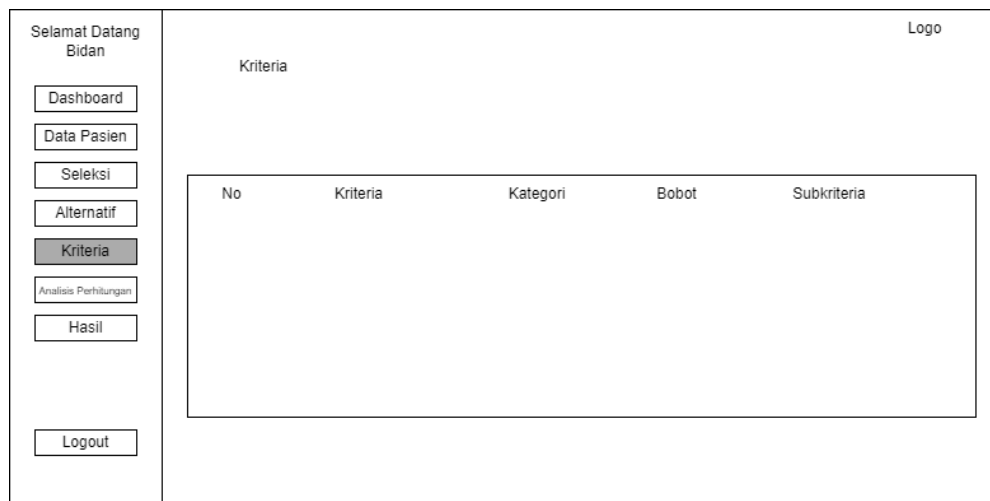 Selamat Datang
Bidan
Dashboard
Data Pasien
Seleksi
Alternatif
Kriteria
Analisis Perhitungan
Hasil
Logout
Logo
Kriteria
No Kriteria Kategori Bobot Subkriteria